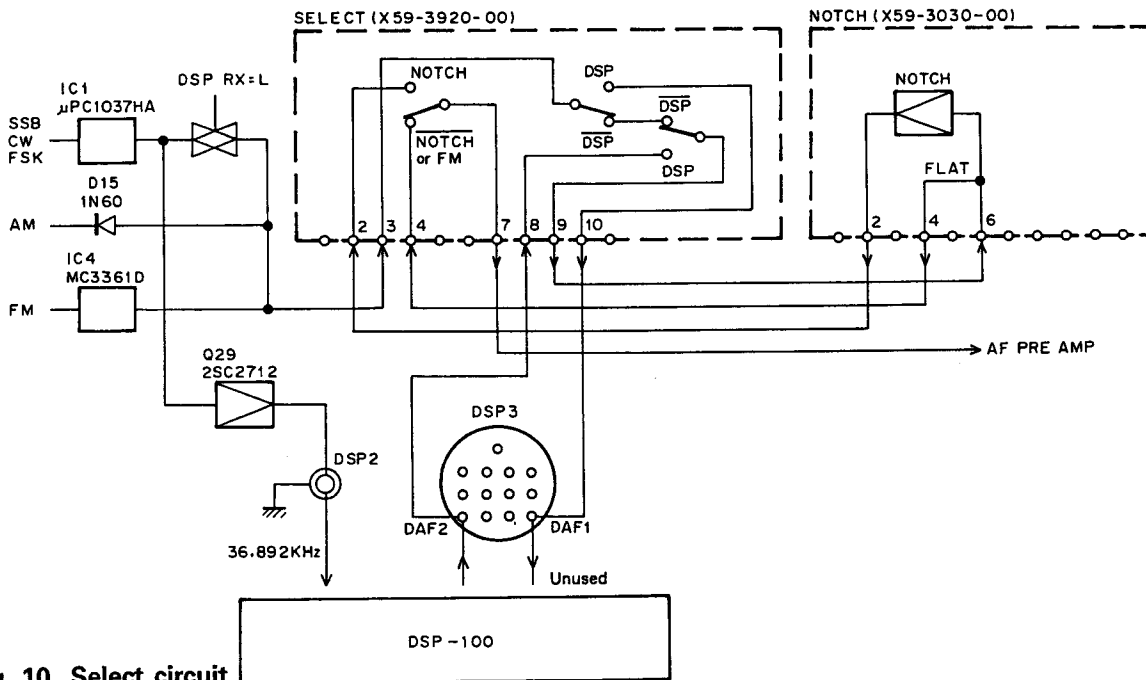 SELECT (X59-3920-00)
NOTCH (X59-3030-00)
IC1
μPC1037HA
DSP RX=L
SSB
CW
FSK
D15
1N60
AM
IC4
MC3361D
FM
NOTCH
NOTCH
or FM
DSP
DSP
DSP
DSP
2 3 4 7 8 9 10
NOTCH
FLAT
2 4 6
AF PRE AMP
Q29
2SC2712
DSP2
36.892KHz
DSP3
DAF2
DAF1
Unused
DSP-100
10 Select circuit